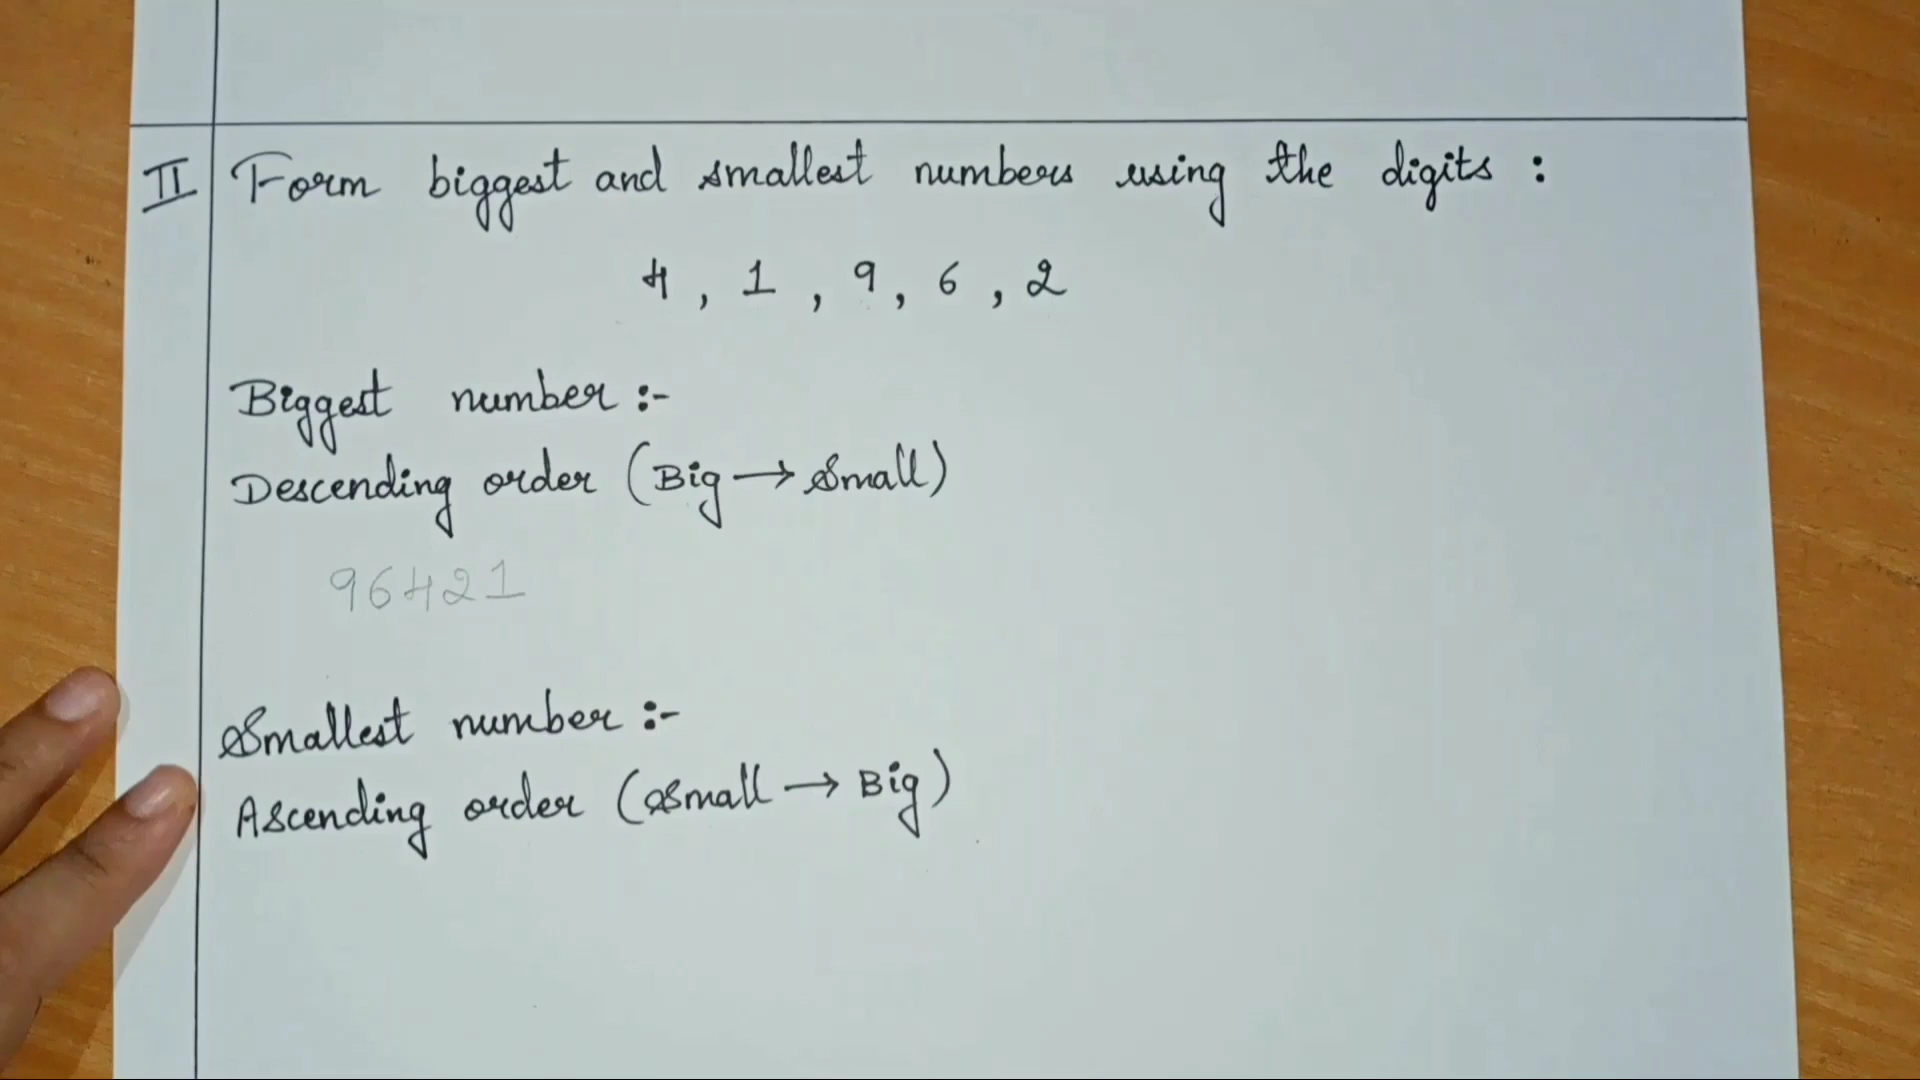 II Form biggest and smallest numbers using the digits :
4 , 1 , 9 , 6 , 2
Biggest number :-
Descending order (Big → Small)
96421
Smallest number :-
Ascending order (Small → Big)